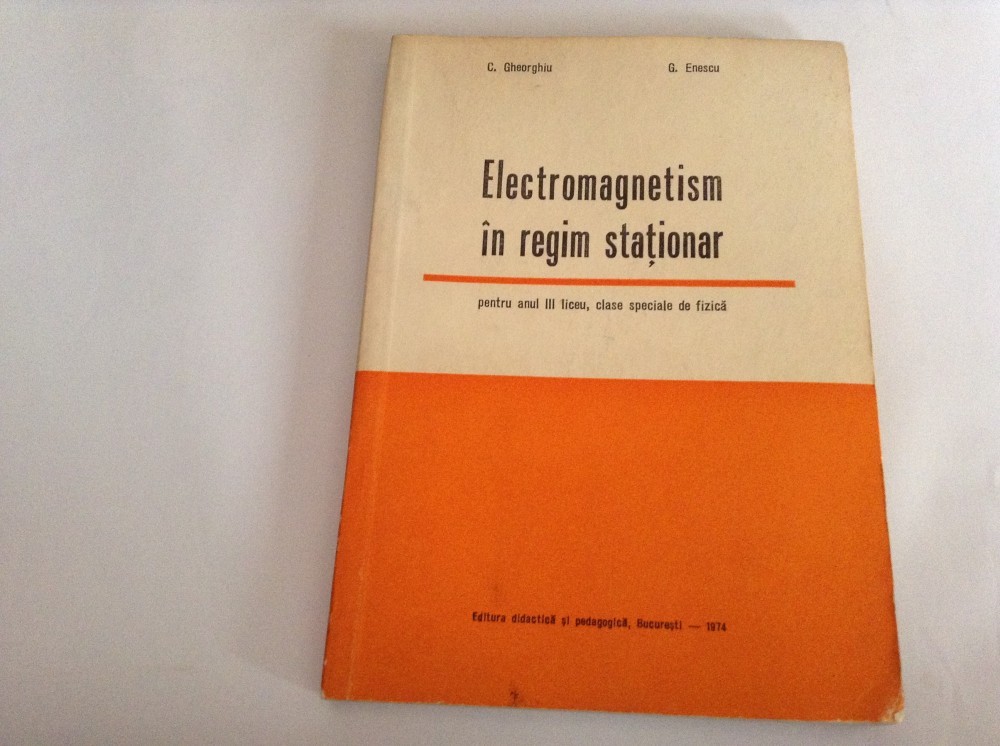 C. Gheorghiu G. Enescu
Electromagnetism
în regim staționar
pentru anul III liceu, clase speciale de fizică
Editura didactică și pedagogică, București — 1974